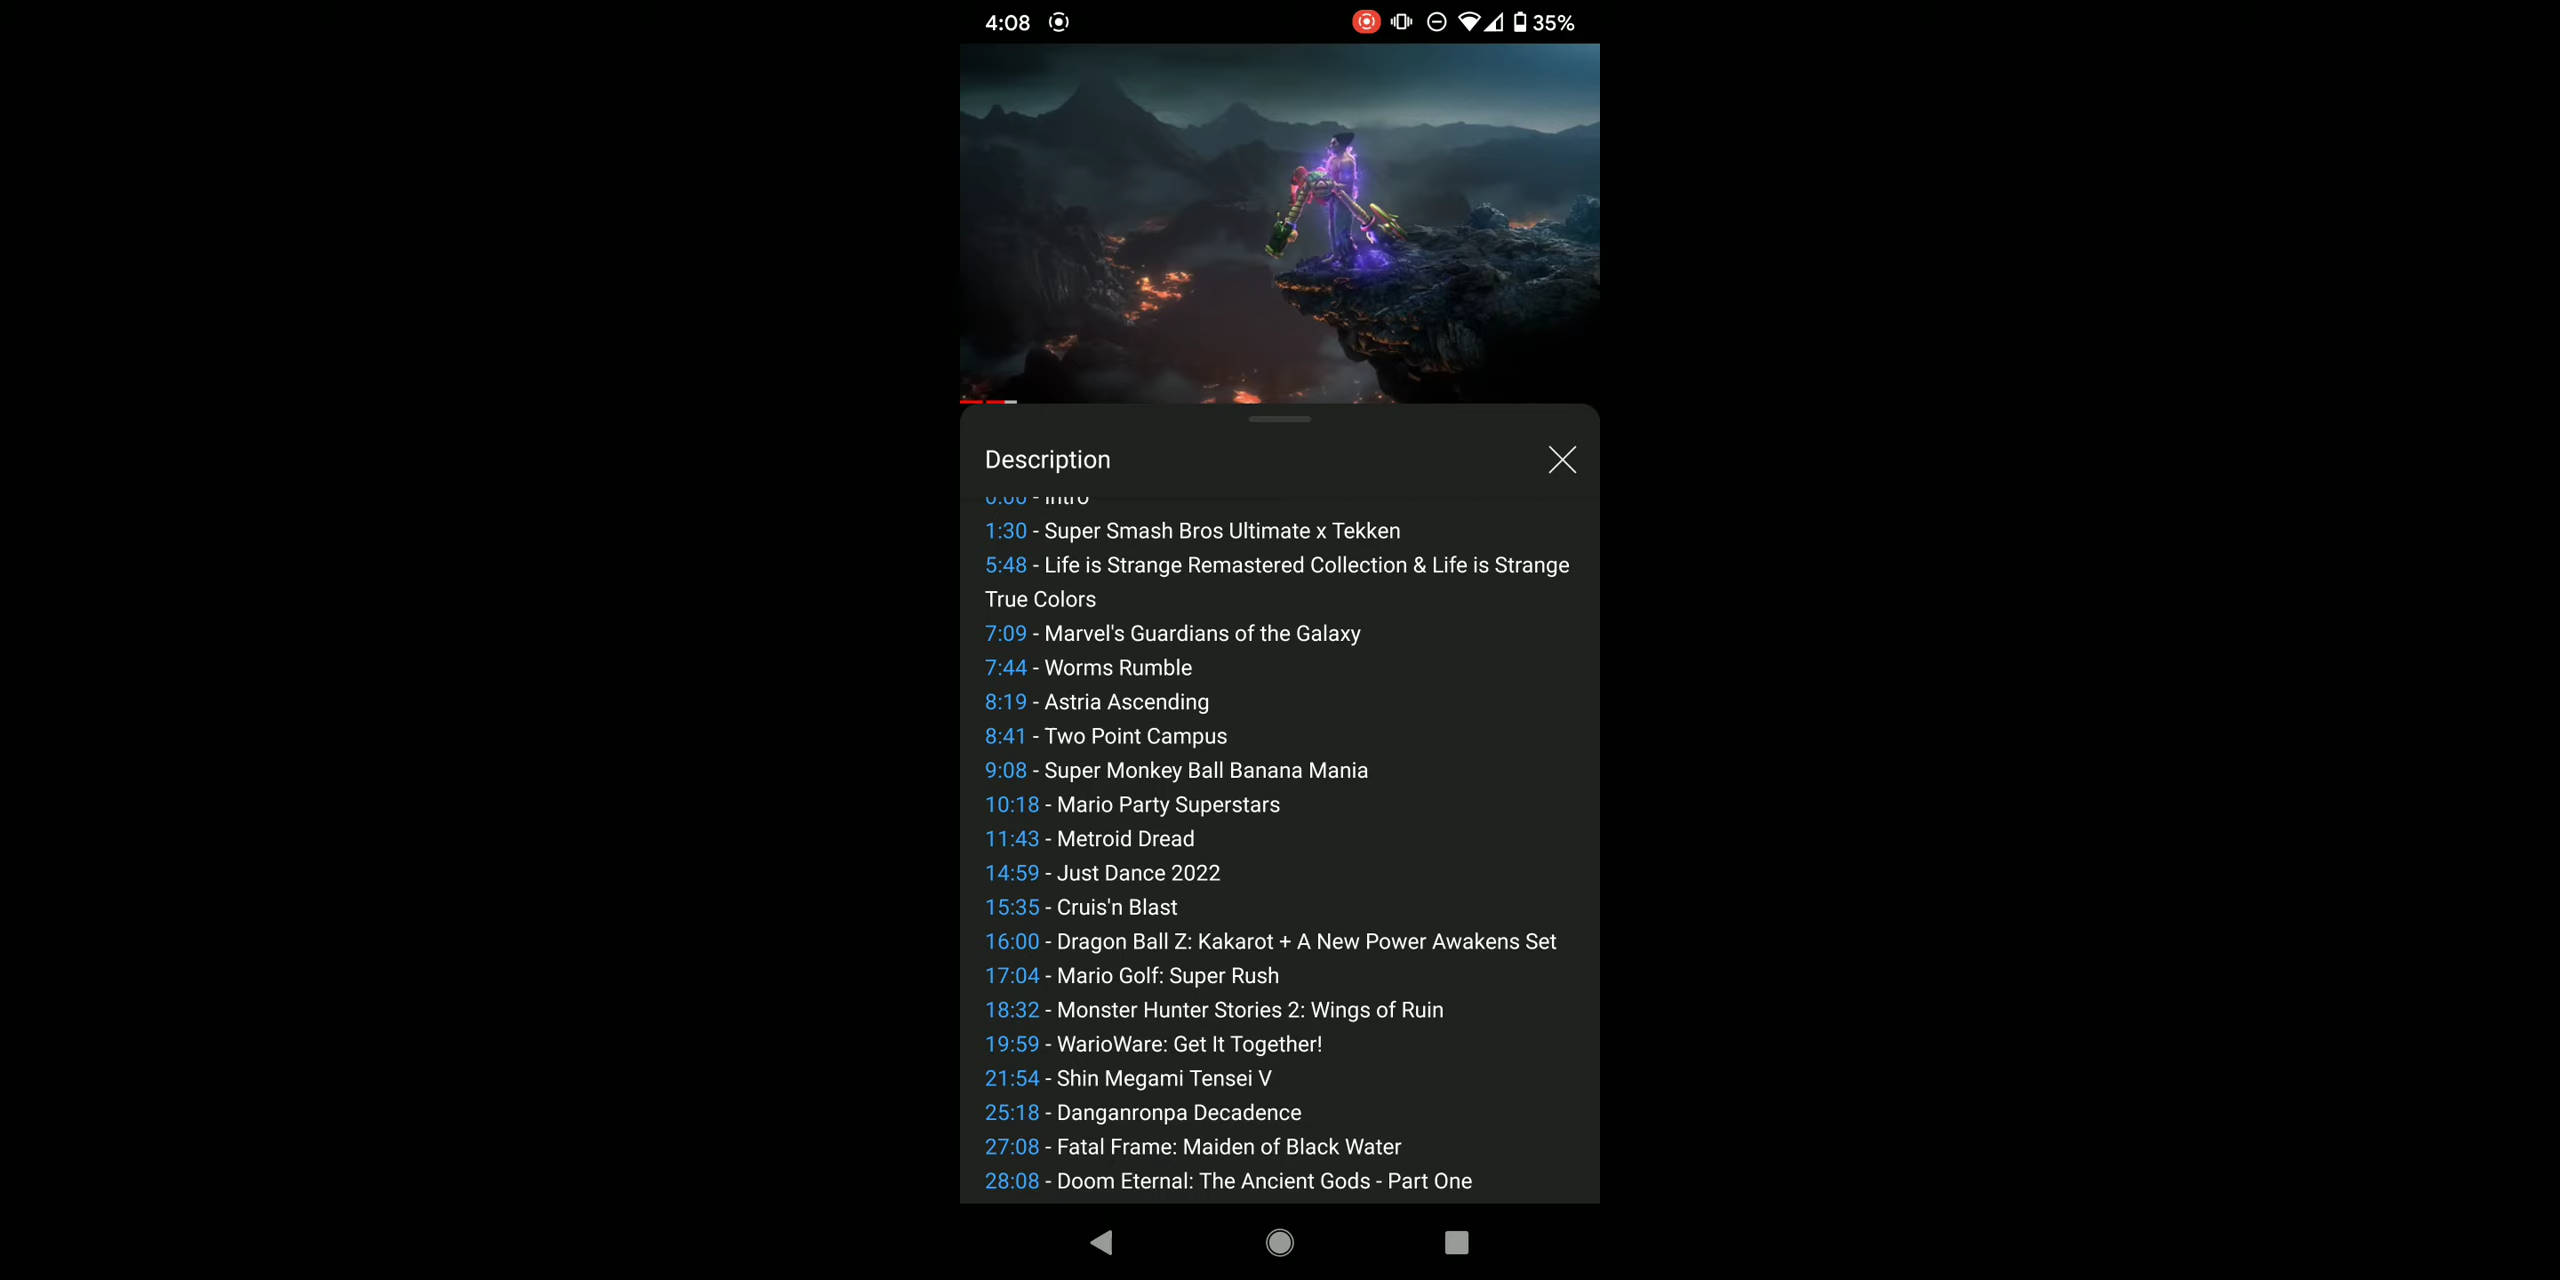 4:08
35%
Description
0:00 - Intro
1:30 - Super Smash Bros Ultimate x Tekken
5:48 - Life is Strange Remastered Collection & Life is Strange
True Colors
7:09 - Marvel's Guardians of the Galaxy
7:44 - Worms Rumble
8:19 - Astria Ascending
8:41 - Two Point Campus
9:08 - Super Monkey Ball Banana Mania
10:18 - Mario Party Superstars
11:43 - Metroid Dread
14:59 - Just Dance 2022
15:35 - Cruis'n Blast
16:00 - Dragon Ball Z: Kakarot + A New Power Awakens Set
17:04 - Mario Golf: Super Rush
18:32 - Monster Hunter Stories 2: Wings of Ruin
19:59 - WarioWare: Get It Together!
21:54 - Shin Megami Tensei V
25:18 - Danganronpa Decadence
27:08 - Fatal Frame: Maiden of Black Water
28:08 - Doom Eternal: The Ancient Gods - Part One